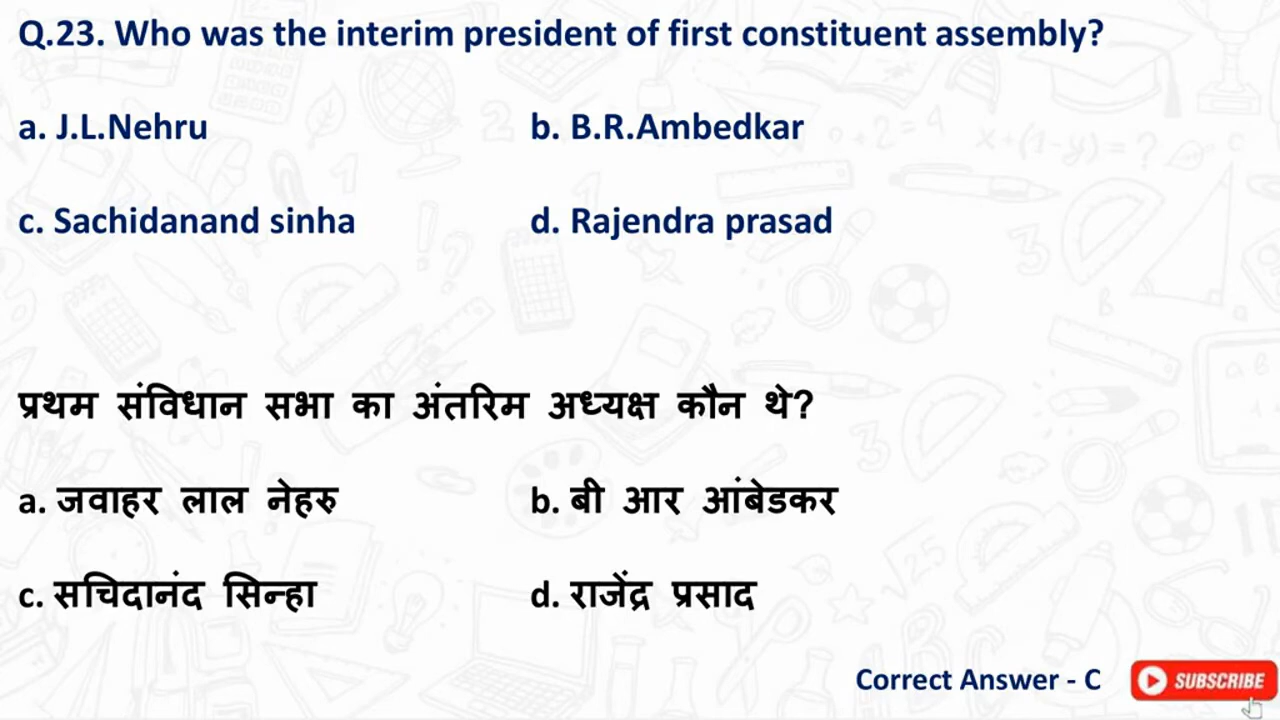 Q.23. Who was the interim president of first constituent assembly?
a. J.L.Nehru b. B.R.Ambedkar
c. Sachidanand sinha d. Rajendra prasad
प्रथम संविधान सभा का अंतरिम अध्यक्ष कौन थे?
a. जवाहर लाल नेहरु b. बी आर आंबेडकर
c. सचिदानंद सिन्हा d. राजेंद्र प्रसाद
Correct Answer - C SUBSCRIBE